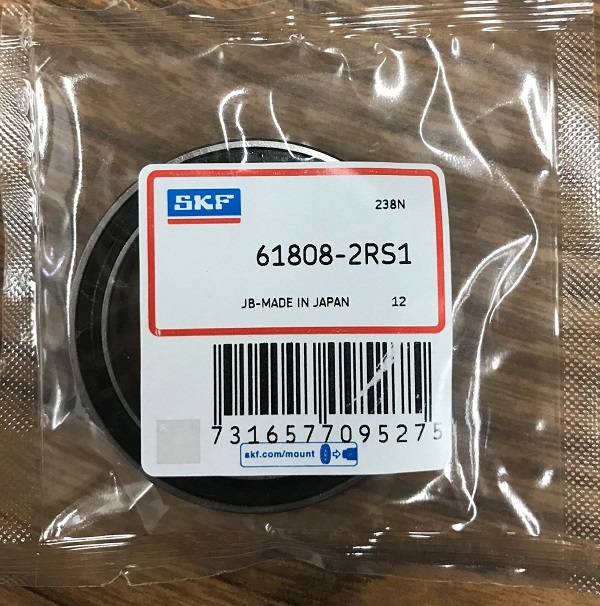 SKF
238N
61808-2RS1
JB-MADE IN JAPAN 12
7316577095275
skf.com/mount